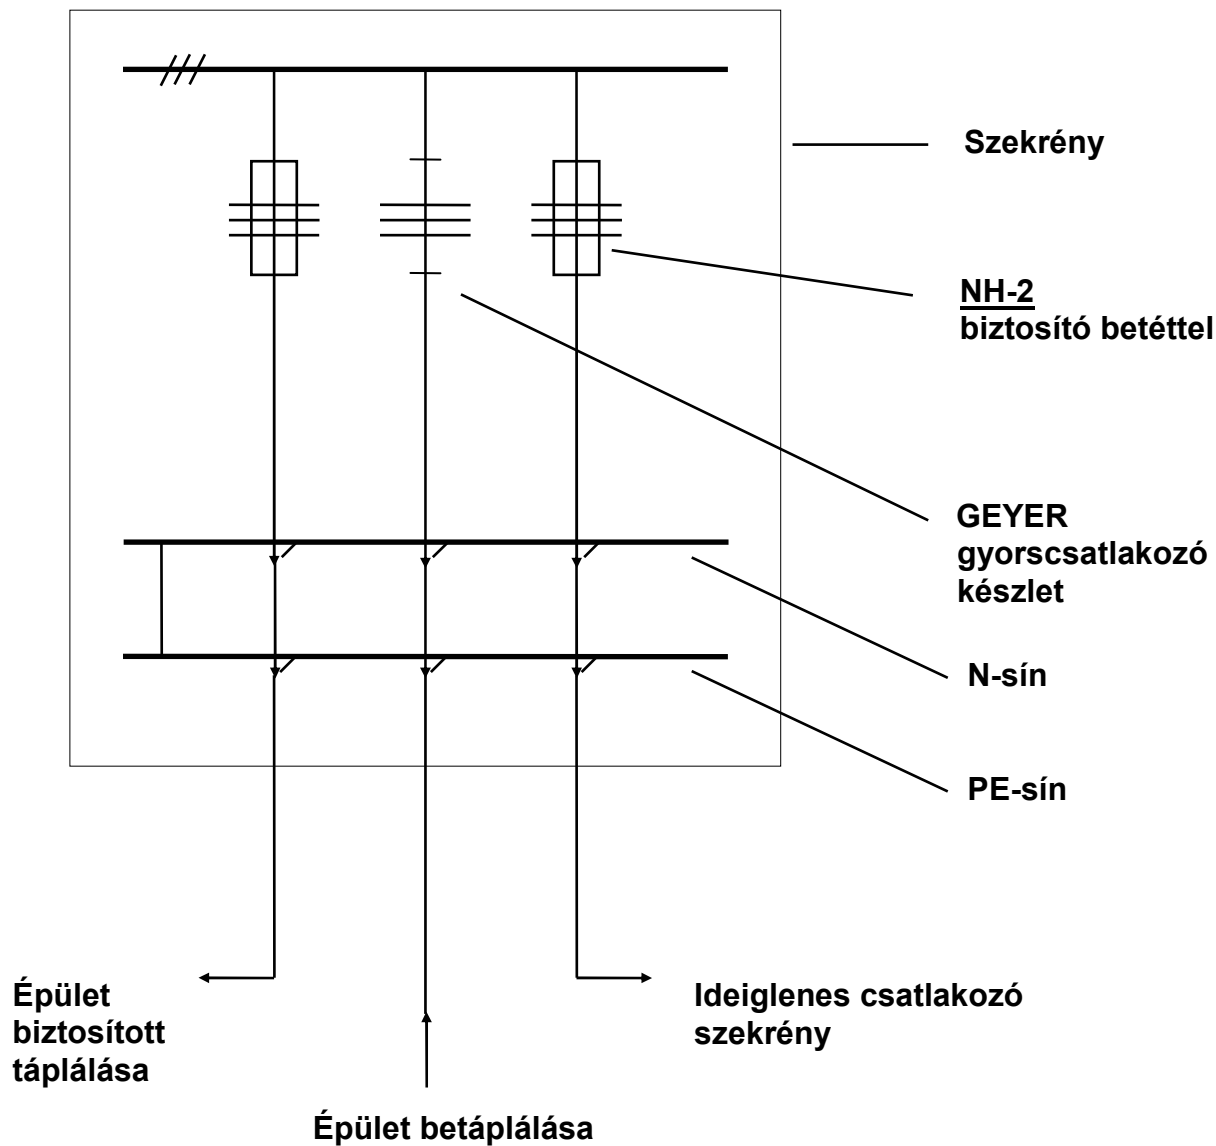 Szekrény
NH-2
biztosító betéttel
GEYER
gyorscsatlakozó
készlet
N-sín
PE-sín
Épület
biztosított
táplálása
Ideiglenes csatlakozó
szekrény
Épület betáplálása